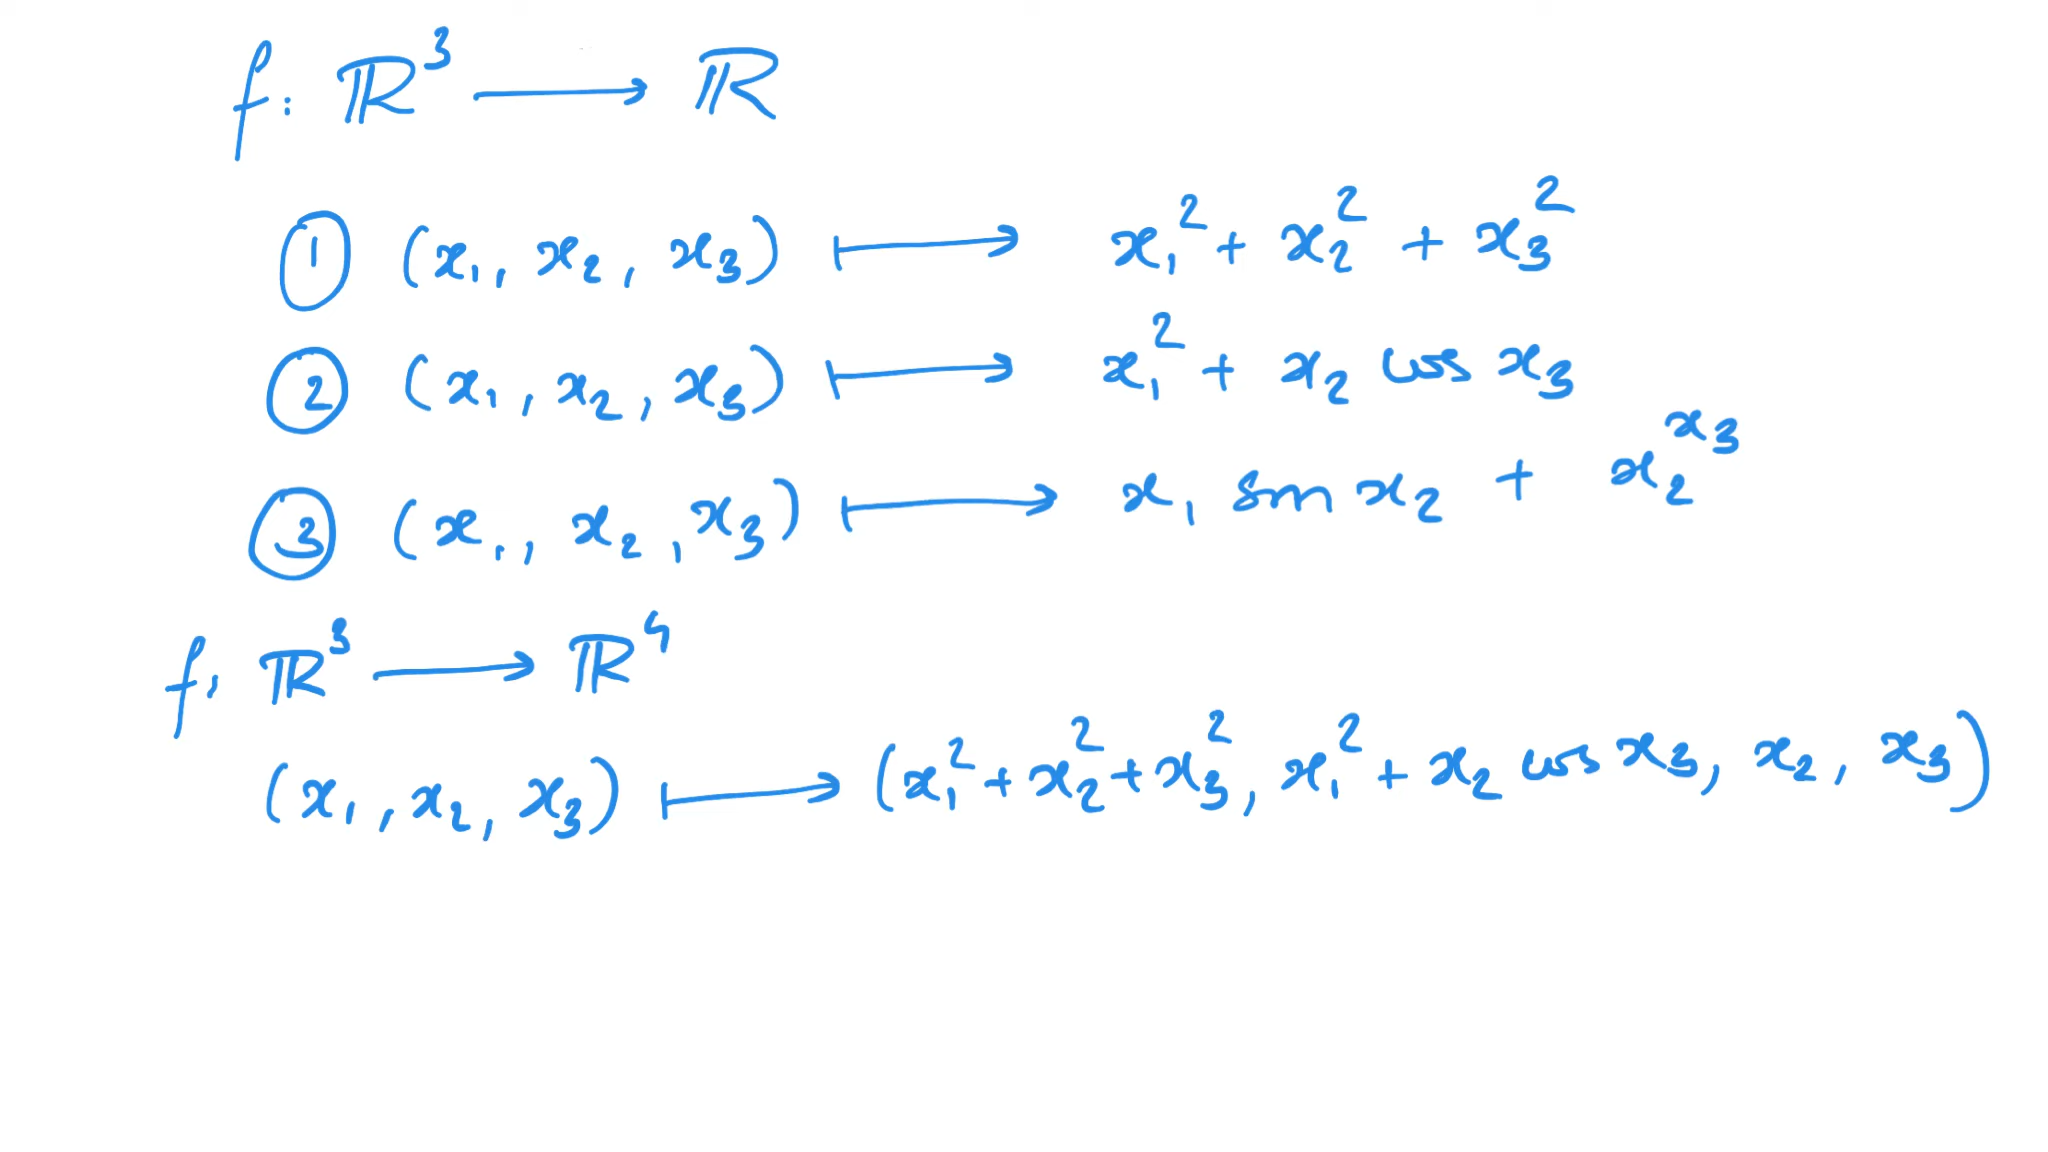 f: ℝ³ ⟶ ℝ
① (x₁, x₂, x₃) ⟼ x₁² + x₂² + x₃²
② (x₁, x₂, x₃) ⟼ x₁² + x₂ cos x₃
③ (x₁, x₂, x₃) ⟼ x₁ sin x₂ + x₂^x₃
f: ℝ³ ⟶ ℝ⁴
(x₁, x₂, x₃) ⟼ (x₁² + x₂² + x₃², x₁² + x₂ cos x₃, x₂, x₃)